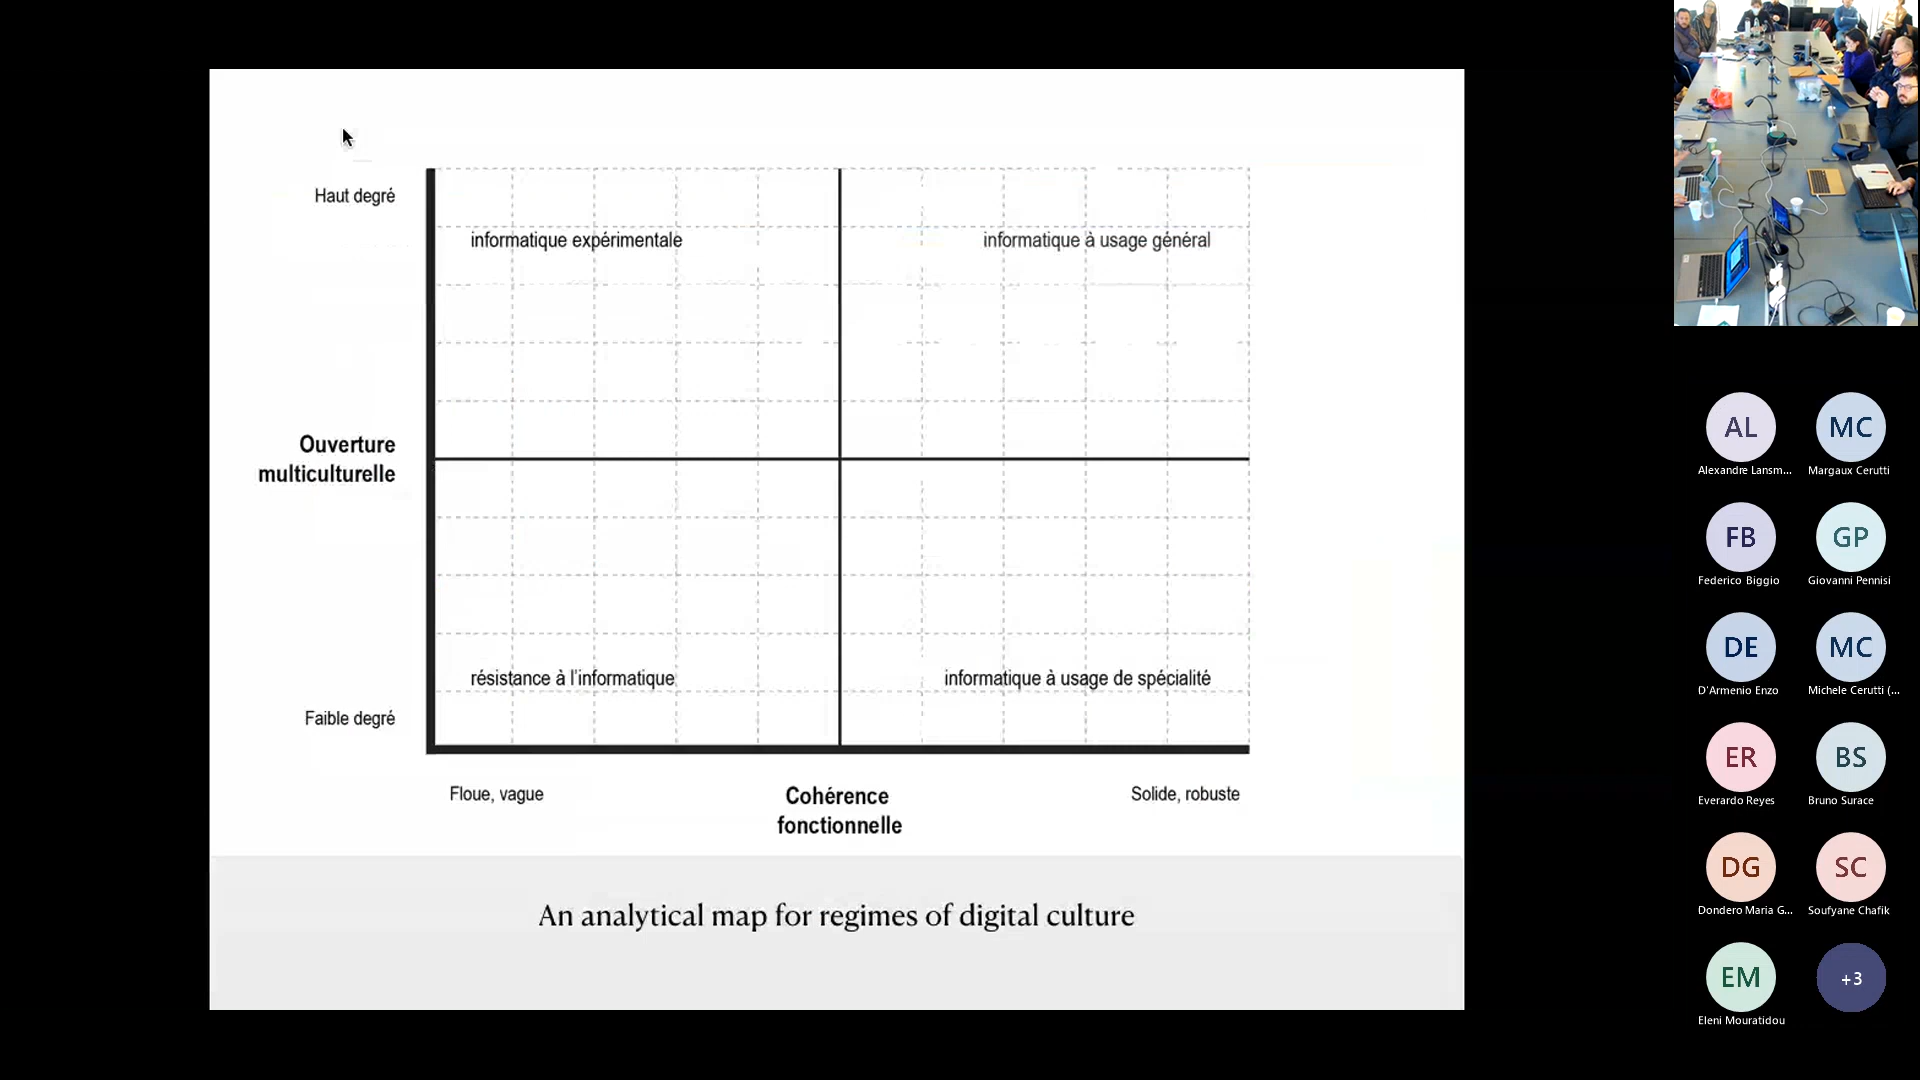 Haut degré
informatique expérimentale
informatique à usage général
Ouverture
multiculturelle
résistance à l'informatique
informatique à usage de spécialité
Faible degré
Floue, vague
Cohérence
fonctionnelle
Solide, robuste
An analytical map for regimes of digital culture
AL
Alexandre Lansm...
MC
Margaux Cerutti
FB
Federico Biggio
GP
Giovanni Pennisi
DE
D'Armenio Enzo
MC
Michele Cerutti (...
ER
Everardo Reyes
BS
Bruno Surace
DG
Dondero Maria G...
SC
Soufyane Chafik
EM
Eleni Mouratidou
+3